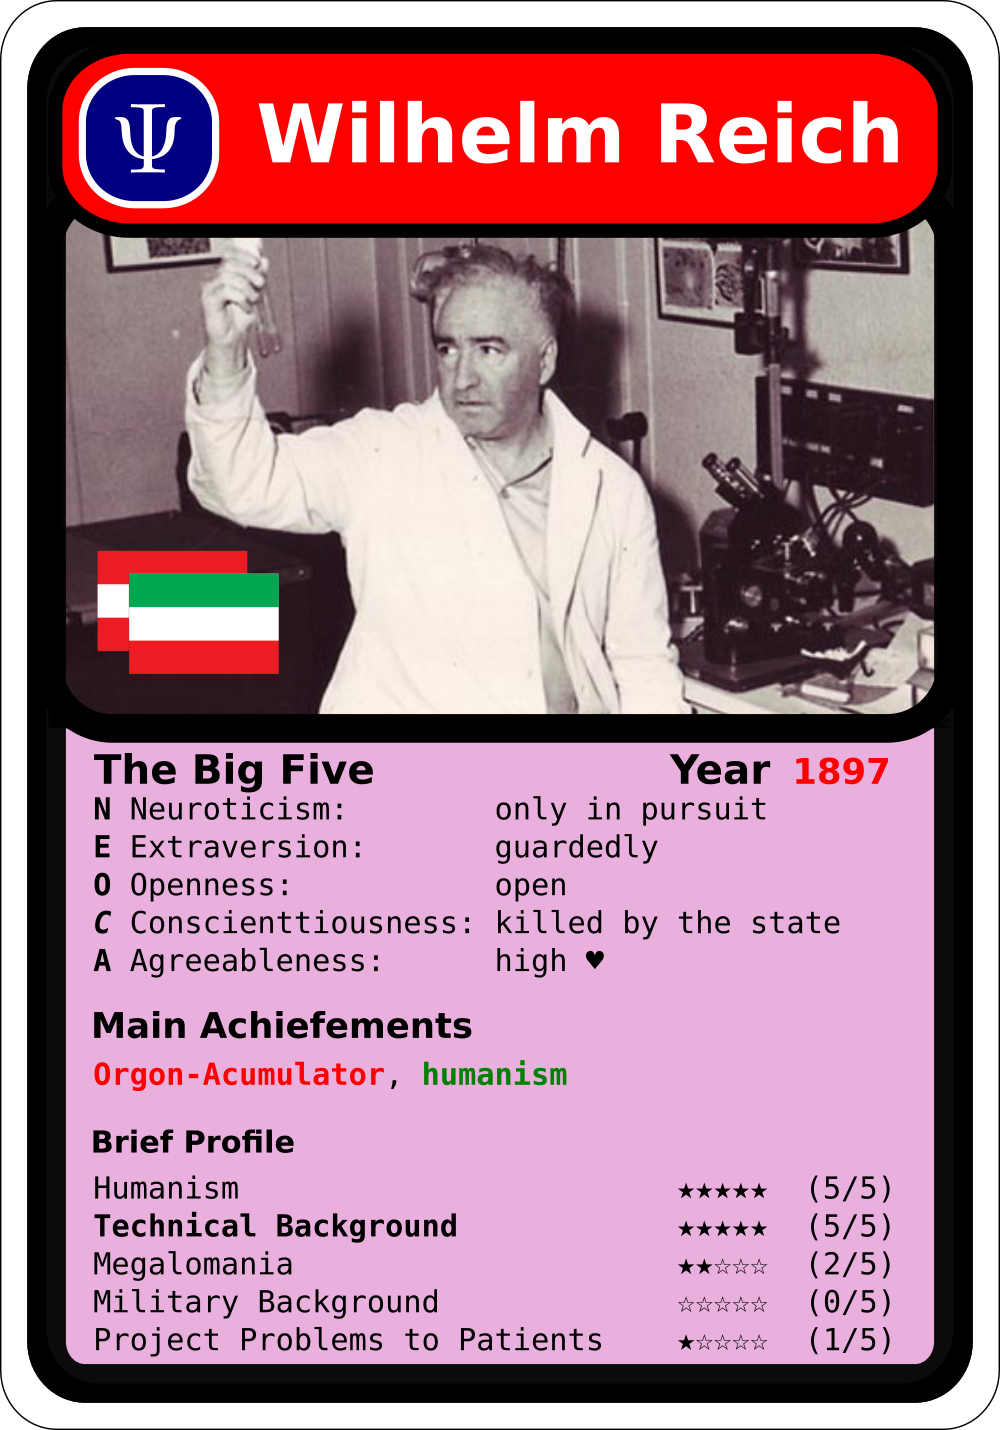 Ψ Wilhelm Reich
The Big Five Year 1897
N Neuroticism: only in pursuit
E Extraversion: guardedly
O Openness: open
C Conscienttiousness: killed by the state
A Agreeableness: high ♥
Main Achiefements
Orgon-Acumulator, humanism
Brief Profile
Humanism ★★★★★ (5/5)
Technical Background ★★★★★ (5/5)
Megalomania ★★☆☆☆ (2/5)
Military Background ☆☆☆☆☆ (0/5)
Project Problems to Patients ★☆☆☆☆ (1/5)